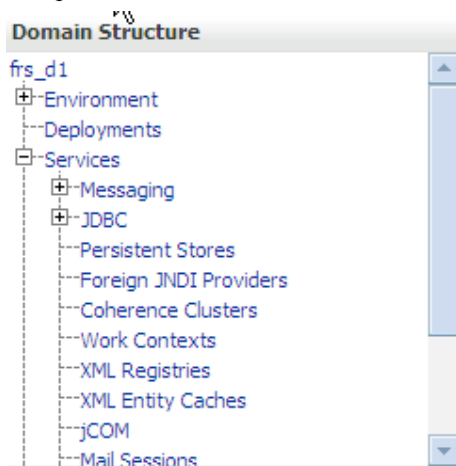 Domain Structure
frs_d1
Environment
Deployments
Services
Messaging
JDBC
Persistent Stores
Foreign JNDI Providers
Coherence Clusters
Work Contexts
XML Registries
XML Entity Caches
jCOM
Mail Sessions